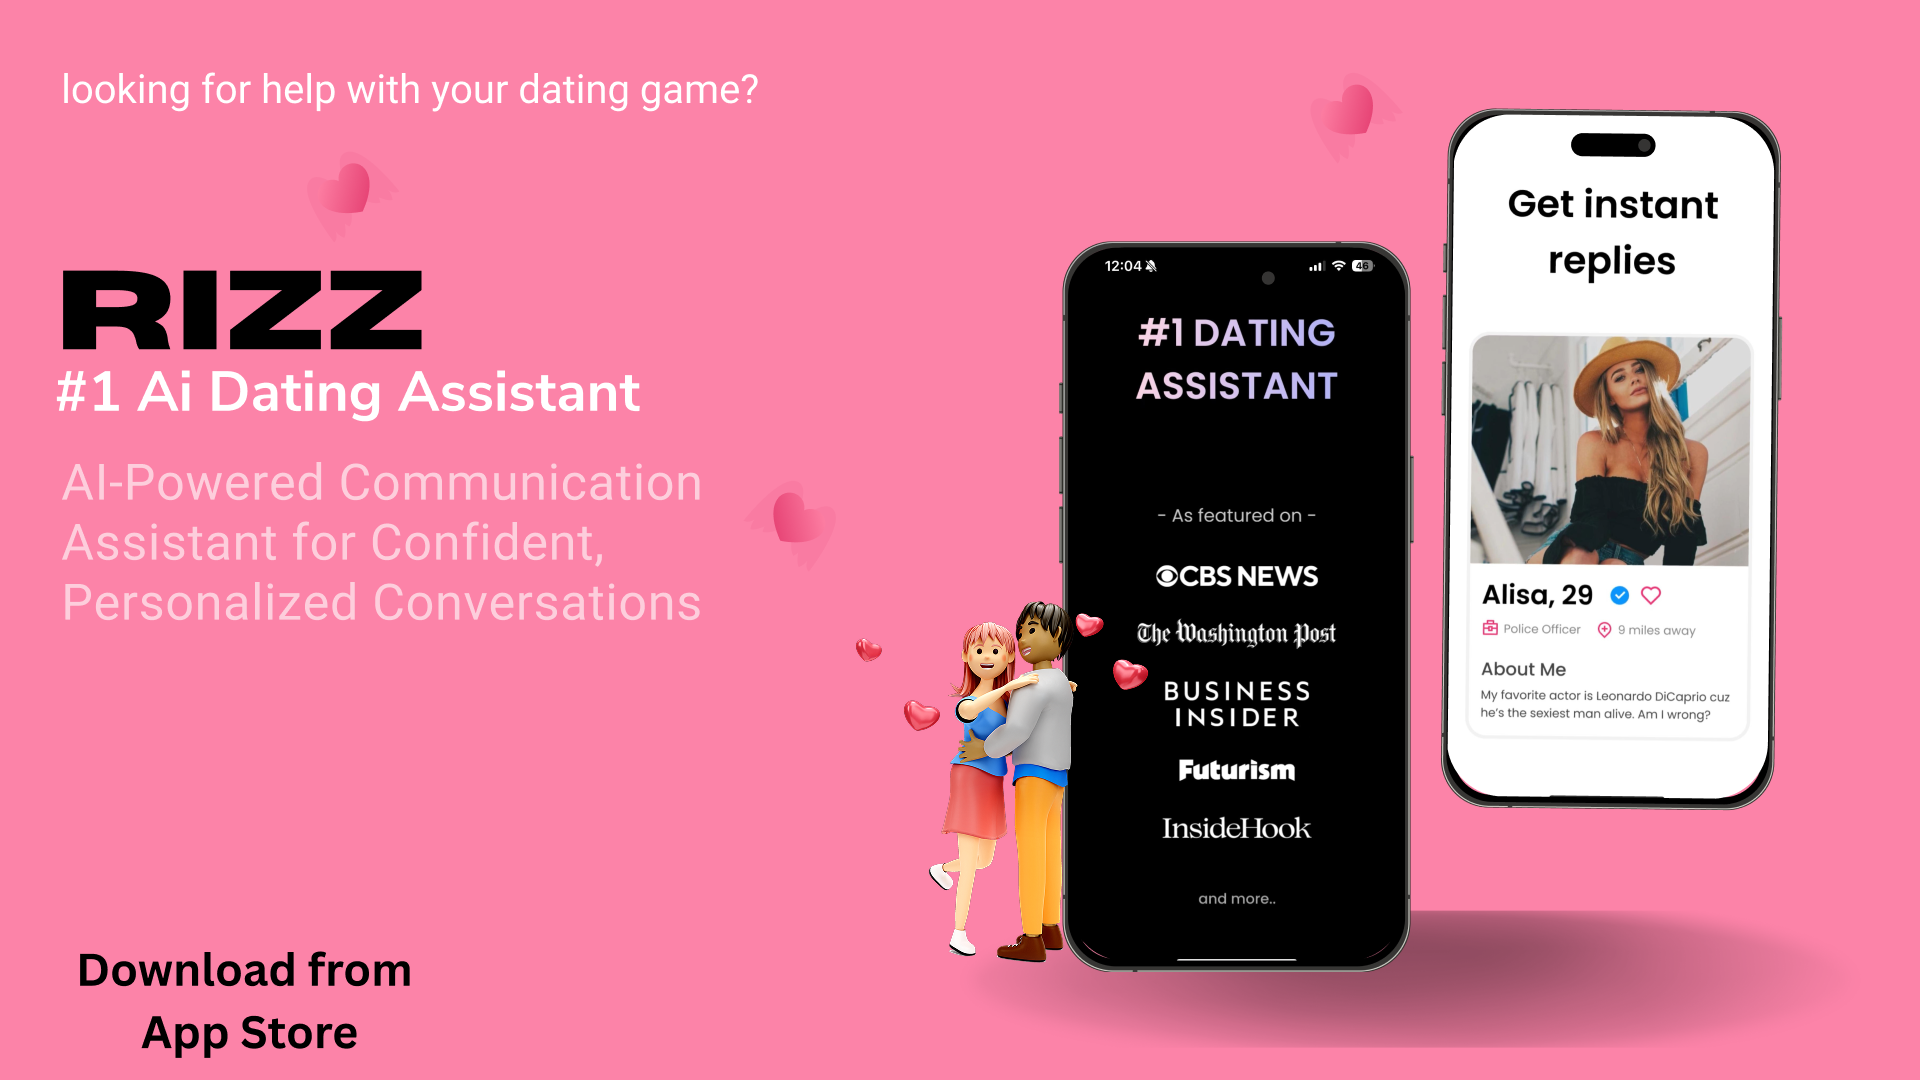 looking for help with your dating game?
RIZZ
#1 Ai Dating Assistant
AI-Powered Communication
Assistant for Confident,
Personalized Conversations
Download from
App Store
12:04
46
#1 DATING
ASSISTANT
- As featured on -
CBS NEWS
The Washington Post
BUSINESS
INSIDER
Futurism
InsideHook
and more..
Get instant
replies
Alisa, 29
Police Officer 9 miles away
About Me
My favorite actor is Leonardo DiCaprio cuz
he's the sexiest man alive. Am I wrong?